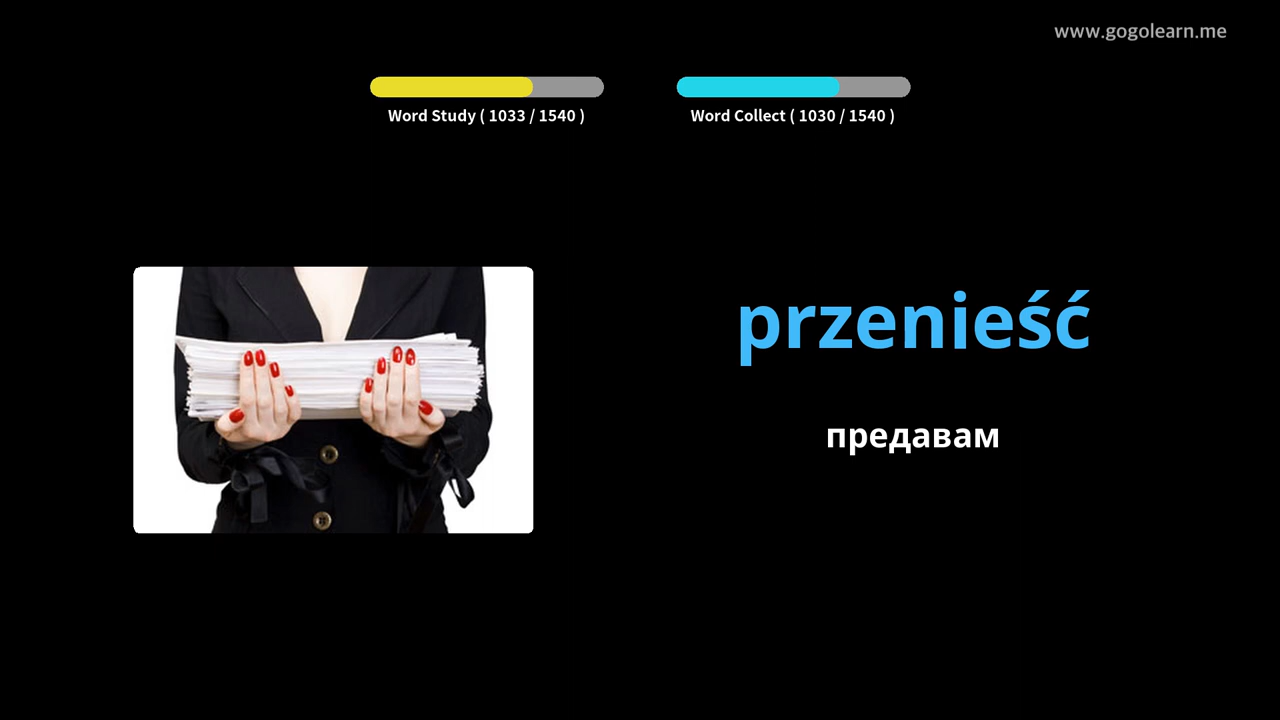 www.gogolearn.me
Word Study ( 1033 / 1540 )
Word Collect ( 1030 / 1540 )
przenieść
предавам